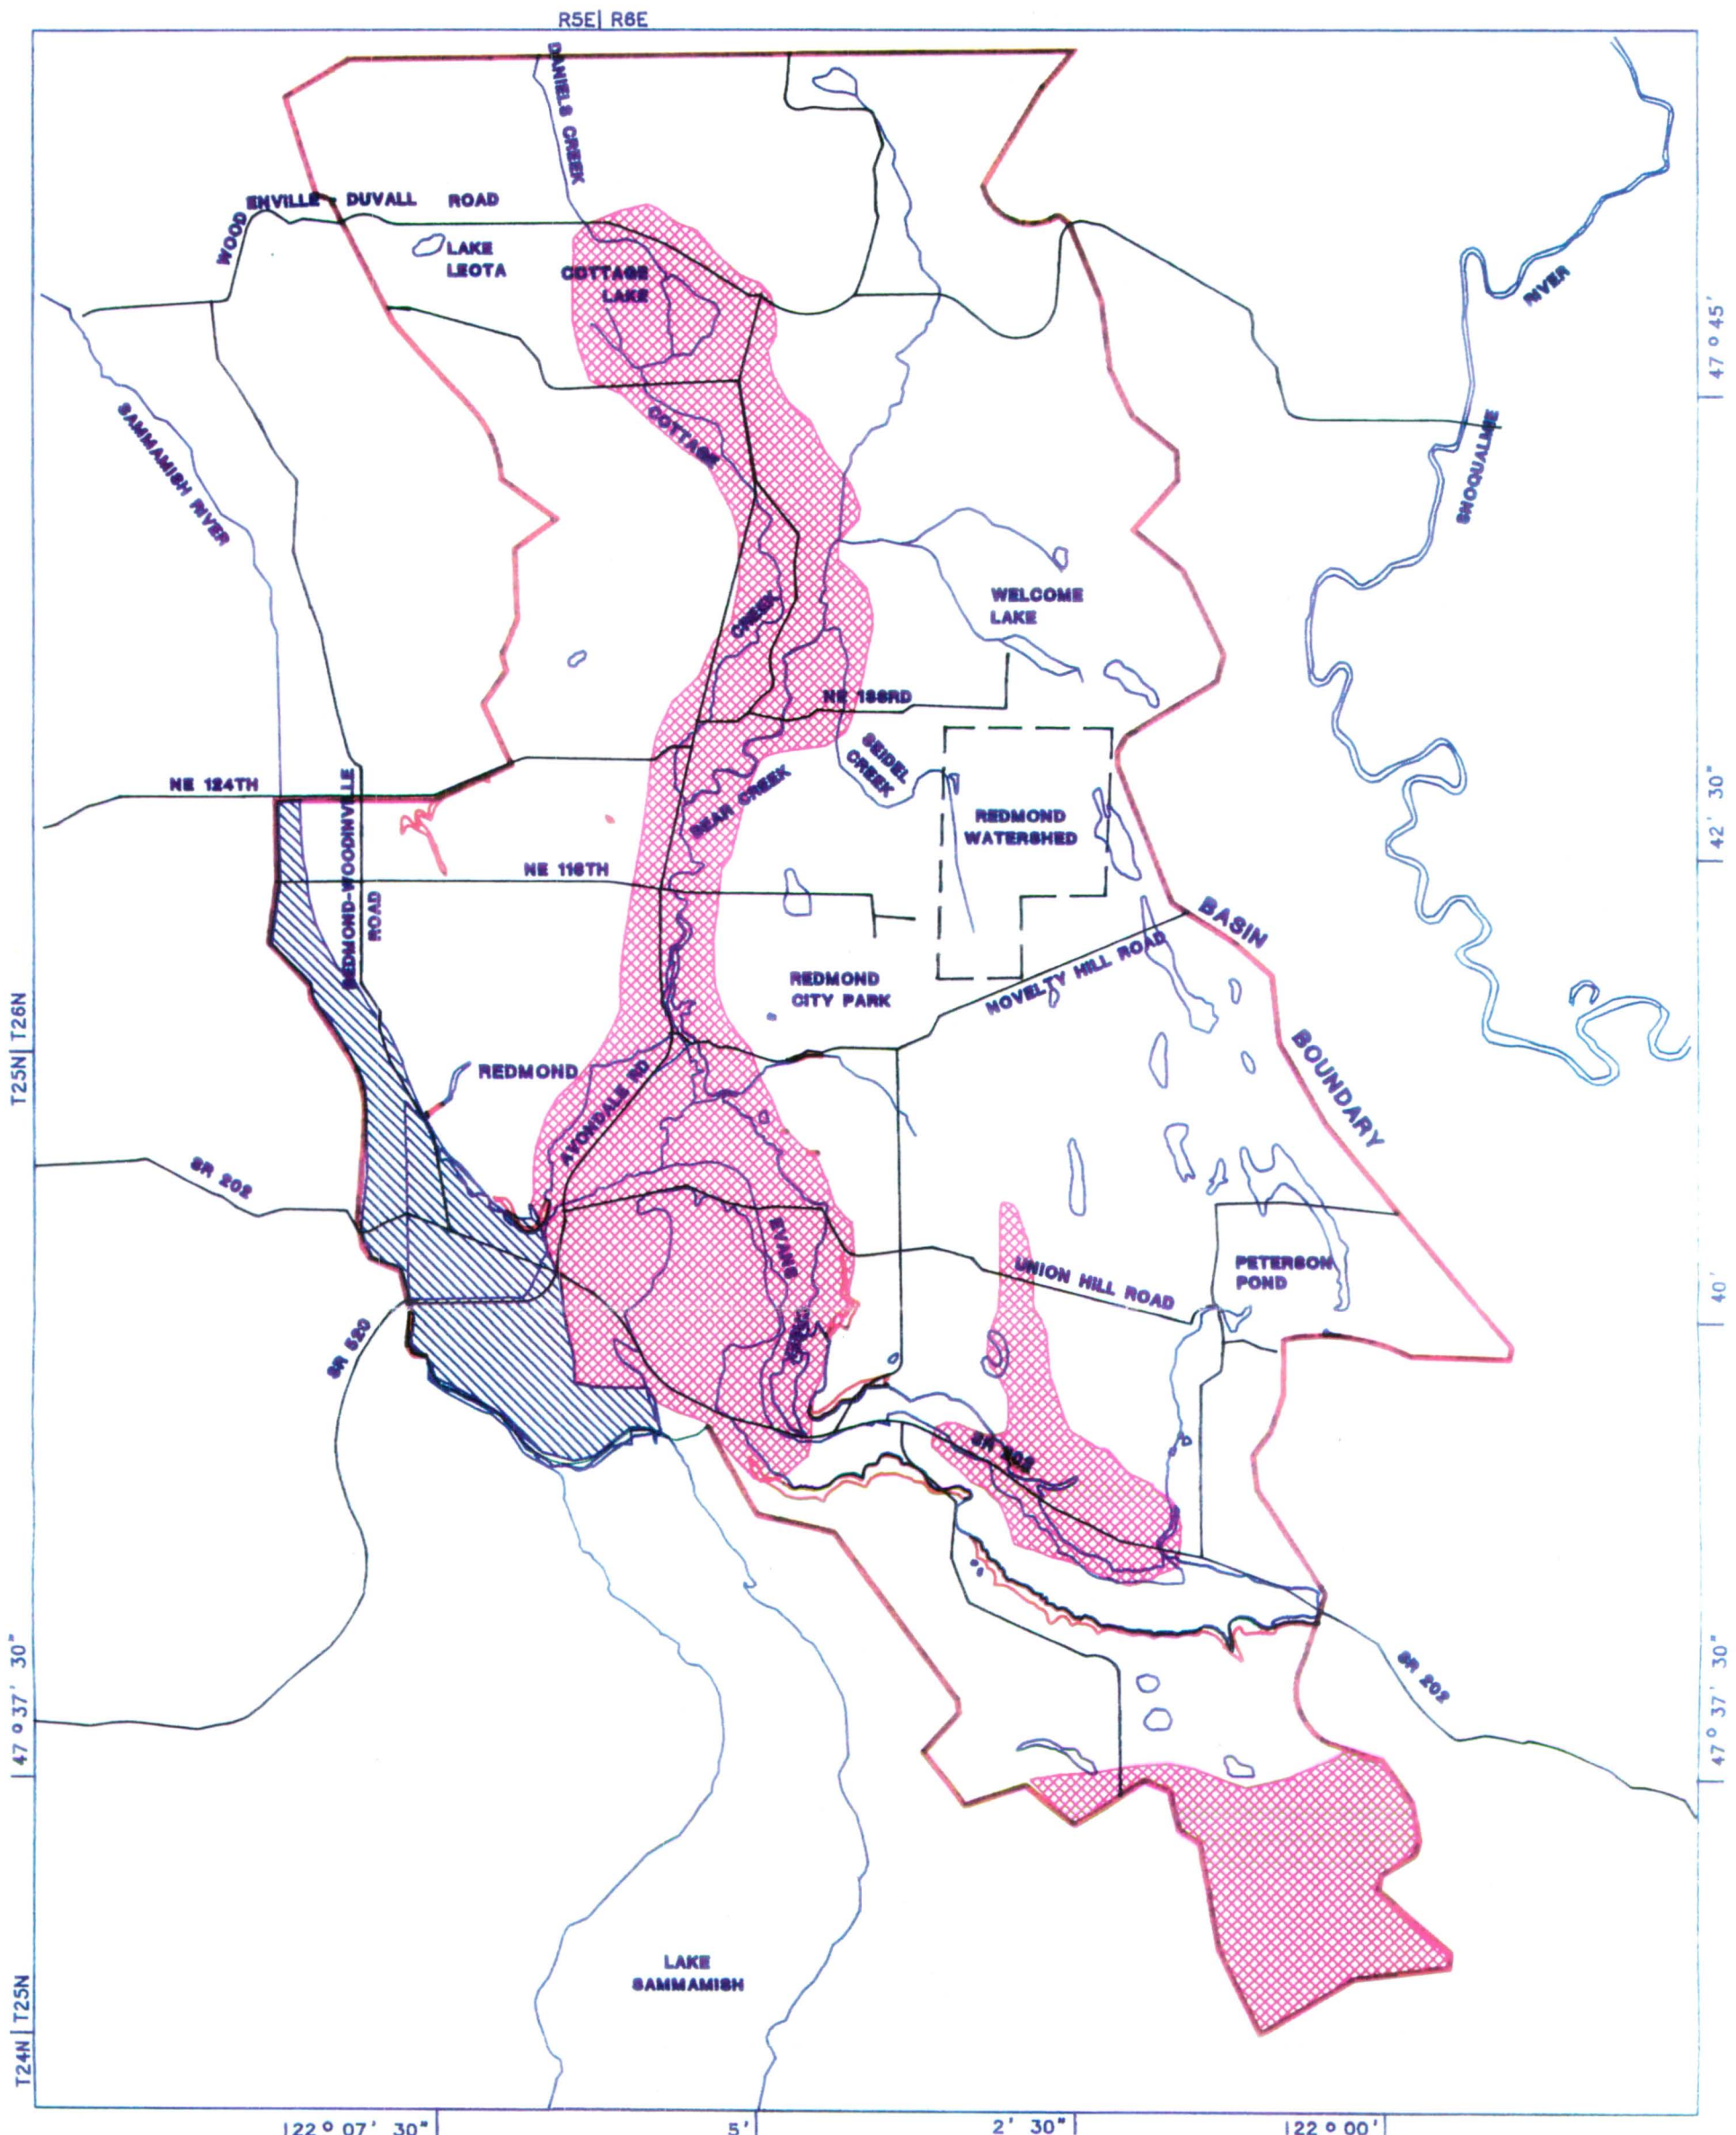 R5E| R6E
DANIELS CREEK
WOOD ENVILLE DUVALL ROAD
LAKE
LEOTA
COTTAGE
LAKE
RIVER
47° 45'
COTTAGE
SAMMAMISH RIVER
SNOQUALMIE
WELCOME
LAKE
CREEK
NE 133RD
SEIDEL
CREEK
NE 124TH
REDMOND-WOODINVILLE
ROAD
BEAR CREEK
REDMOND
WATERSHED
42' 30"
NE 116TH
BASIN
REDMOND
CITY PARK
NOVELTY HILL ROAD
T25N| T26N
REDMOND
AVONDALE RD
BOUNDARY
SR 202
EVANS
CREEK
UNION HILL ROAD
PETERSON
POND
40'
SR 520
SR 202
SR 202
47° 37' 30"
47° 37' 30"
LAKE
SAMMAMISH
T24N| T25N
122° 07' 30"
5'
2' 30"
122° 00'